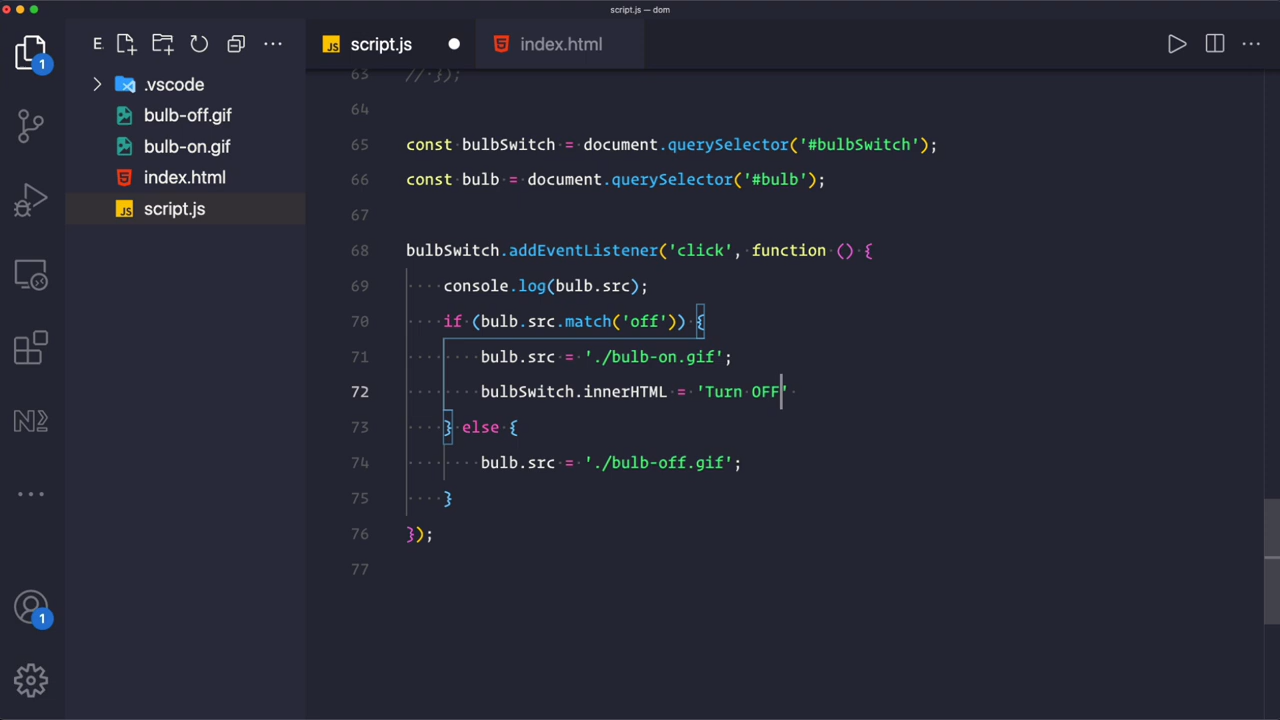 script.js — dom
E
script.js
index.html
1
.vscode
bulb-off.gif
bulb-on.gif
index.html
script.js
1
63 // });
64
65 const bulbSwitch = document.querySelector('#bulbSwitch');
66 const bulb = document.querySelector('#bulb');
67
68 bulbSwitch.addEventListener('click', function () {
69 console.log(bulb.src);
70 if (bulb.src.match('off')) {
71 bulb.src = './bulb-on.gif';
72 bulbSwitch.innerHTML = 'Turn OFF'
73 } else {
74 bulb.src = './bulb-off.gif';
75 }
76 });
77